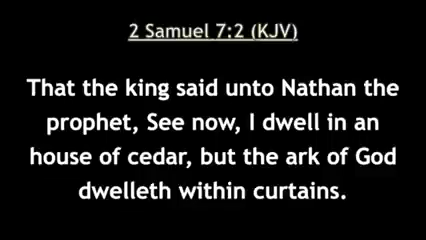 2 Samuel 7:2 (KJV)
That the king said unto Nathan the
prophet, See now, I dwell in an
house of cedar, but the ark of God
dwelleth within curtains.